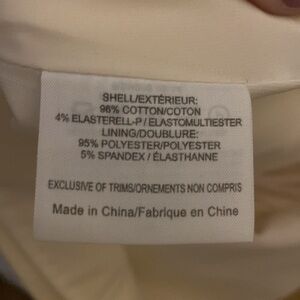 SHELL/EXTÉRIEUR:
96% COTTON/COTON
4% ELASTERELL-P / ELASTOMULTIESTER
LINING/DOUBLURE:
95% POLYESTER/POLYESTER
5% SPANDEX / ÉLASTHANNE
EXCLUSIVE OF TRIMS/ORNEMENTS NON COMPRIS
Made in China/Fabrique en Chine